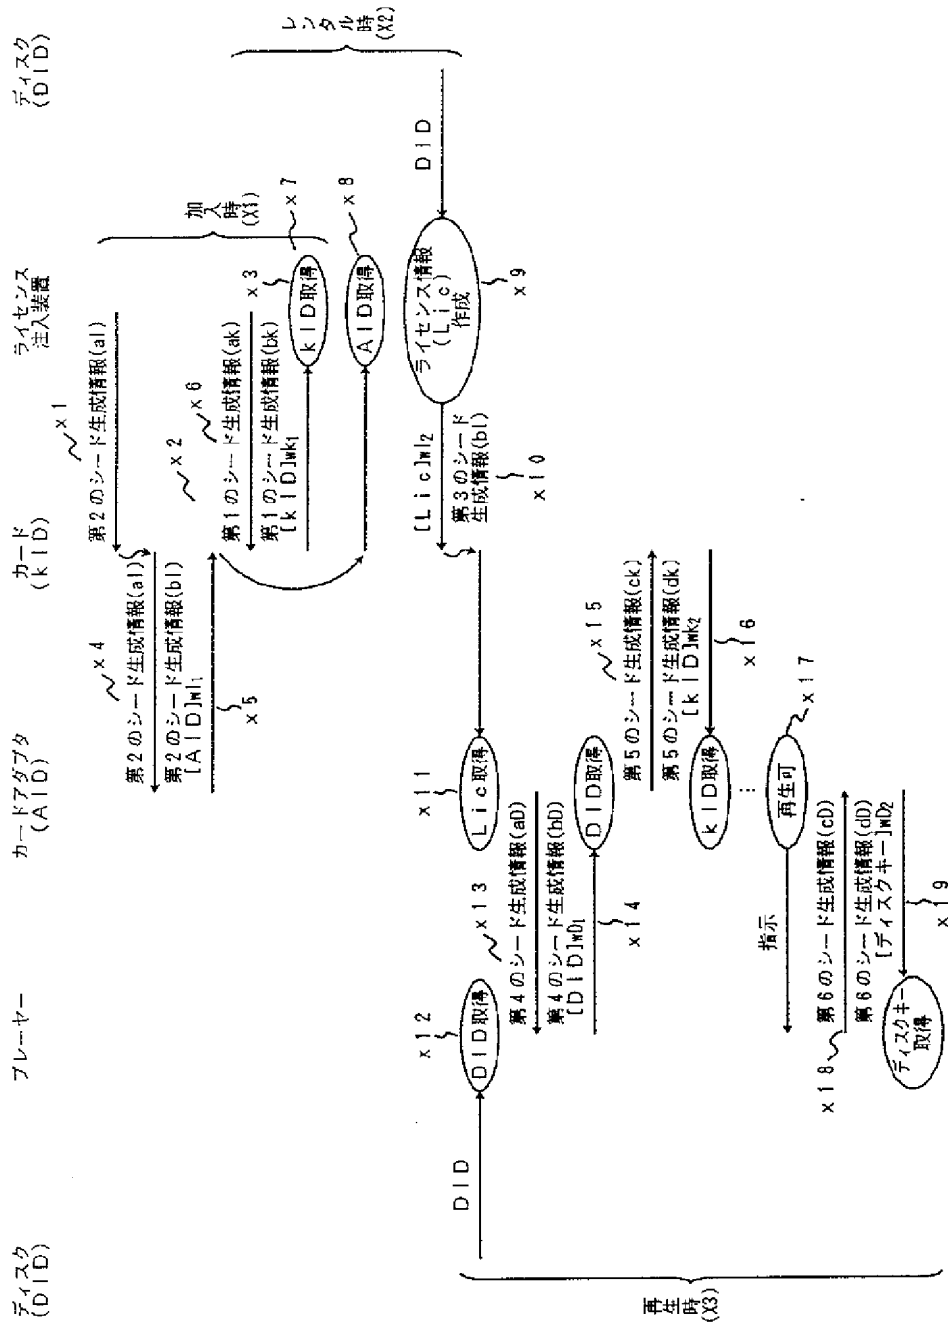 ディスク
(DID)
プレーヤー
カードアダプタ
(AID)
カード
(kID)
ライセンス
注入装置
ディスク
(DID)
第2のシード生成情報(al)
x1
加入時
(X1)
第2のシード生成情報(al)
x4
x2
第2のシード生成情報(bl)
[AID]wl1
x5
第1のシード生成情報(ak)
x6
x3
第1のシード生成情報(bk)
[kID]wk1
kID取得
x7
AID取得
x8
レンタル時
(X2)
DID
ライセンス情報
(Lic)
作成
x9
[Lic]wl2
第3のシード
生成情報(bl)
x10
再生時
(X3)
DID
DID取得
x12
Lic取得
x11
第4のシード生成情報(aD)
x13
第4のシード生成情報(bD)
[DID]wD1
x14
DID取得
第5のシード生成情報(ck)
x15
第5のシード生成情報(dk)
[kID]wk2
x16
kID取得
再生可
x17
指示
第6のシード生成情報(cD)
x18
第6のシード生成情報(dD)
[ディスクキー]wD2
x19
ディスクキー
取得